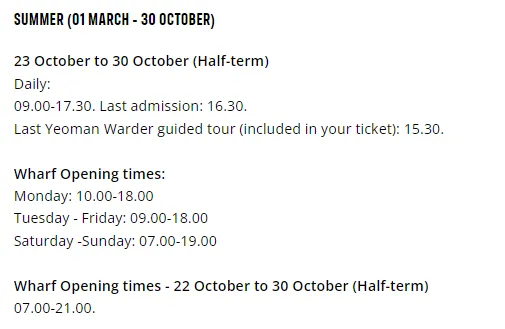 SUMMER (01 MARCH - 30 OCTOBER)
23 October to 30 October (Half-term)
Daily:
09.00-17.30. Last admission: 16.30.
Last Yeoman Warder guided tour (included in your ticket): 15.30.
Wharf Opening times:
Monday: 10.00-18.00
Tuesday - Friday: 09.00-18.00
Saturday -Sunday: 07.00-19.00
Wharf Opening times - 22 October to 30 October (Half-term)
07.00-21.00.